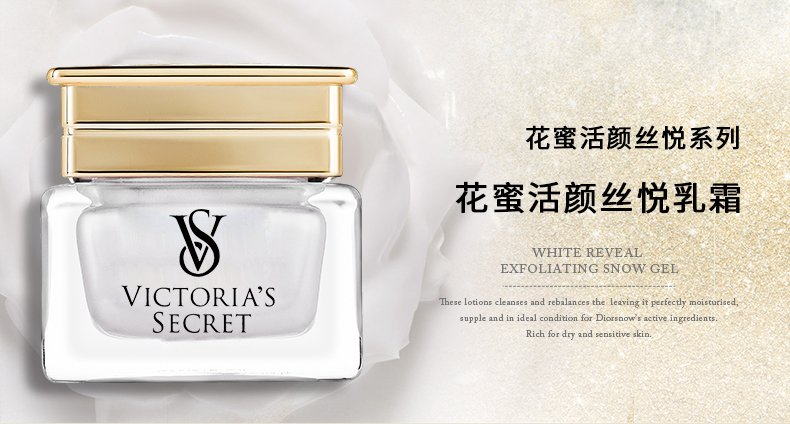 VS
VICTORIA'S
SECRET
花蜜活颜丝悦系列
花蜜活颜丝悦乳霜
WHITE REVEAL
EXFOLIATING SNOW GEL
These lotions cleanses and rebalances the leaving it perfectly moisturised,
supple and in ideal condition for Diorsnow's active ingredients.
Rich for dry and sensitive skin.